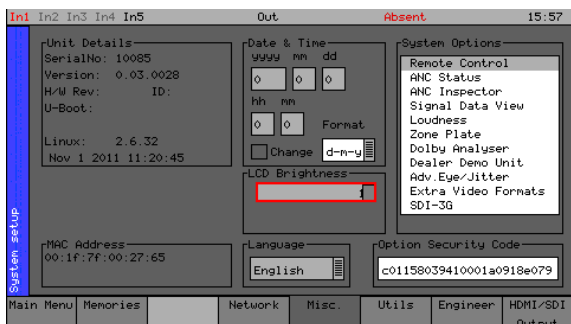 In1 In2 In3 In4 In5 Out Absent 15:57
Unit Details
SerialNo: 10085
Version: 0.03.0028
H/W Rev: ID:
U-Boot:
Linux: 2.6.32
Nov 1 2011 11:20:45
MAC Address
00:1f:7f:00:27:65
Date & Time
yyyy mm dd
0 0 0
hh mm
0 0 Format
Change d-m-y
LCD Brightness
1
Language
English
System Options
Remote Control
ANC Status
ANC Inspector
Signal Data View
Loudness
Zone Plate
Dolby Analyser
Dealer Demo Unit
Adv.Eye/Jitter
Extra Video Formats
SDI-3G
Option Security Code
c01158039410001a0918e079
System setup
Main Menu Memories Network Misc. Utils Engineer HDMI/SDI
Output